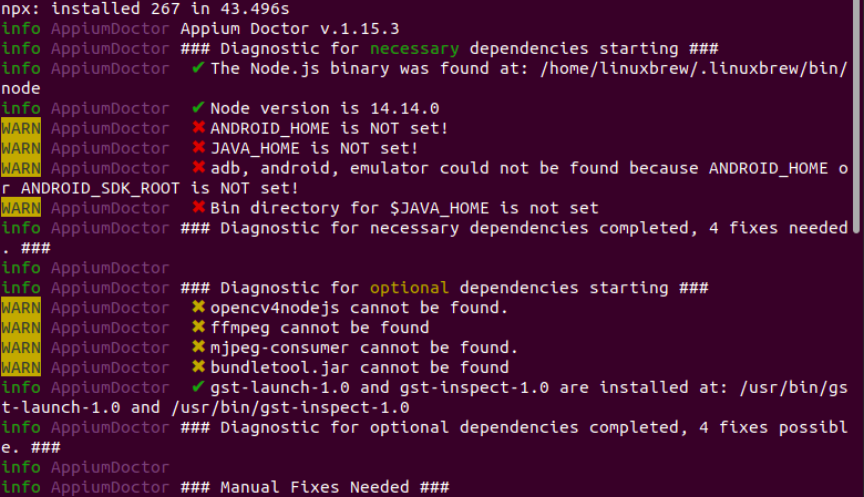 npx: installed 267 in 43.496s
info AppiumDoctor Appium Doctor v.1.15.3
info AppiumDoctor ### Diagnostic for necessary dependencies starting ###
info AppiumDoctor ✔ The Node.js binary was found at: /home/linuxbrew/.linuxbrew/bin/
node
info AppiumDoctor ✔ Node version is 14.14.0
WARN AppiumDoctor ✖ ANDROID_HOME is NOT set!
WARN AppiumDoctor ✖ JAVA_HOME is NOT set!
WARN AppiumDoctor ✖ adb, android, emulator could not be found because ANDROID_HOME o
r ANDROID_SDK_ROOT is NOT set!
WARN AppiumDoctor ✖ Bin directory for $JAVA_HOME is not set
info AppiumDoctor ### Diagnostic for necessary dependencies completed, 4 fixes needed
. ###
info AppiumDoctor
info AppiumDoctor ### Diagnostic for optional dependencies starting ###
WARN AppiumDoctor ✖ opencv4nodejs cannot be found.
WARN AppiumDoctor ✖ ffmpeg cannot be found
WARN AppiumDoctor ✖ mjpeg-consumer cannot be found.
WARN AppiumDoctor ✖ bundletool.jar cannot be found
info AppiumDoctor ✔ gst-launch-1.0 and gst-inspect-1.0 are installed at: /usr/bin/gs
t-launch-1.0 and /usr/bin/gst-inspect-1.0
info AppiumDoctor ### Diagnostic for optional dependencies completed, 4 fixes possibl
e. ###
info AppiumDoctor
info AppiumDoctor ### Manual Fixes Needed ###